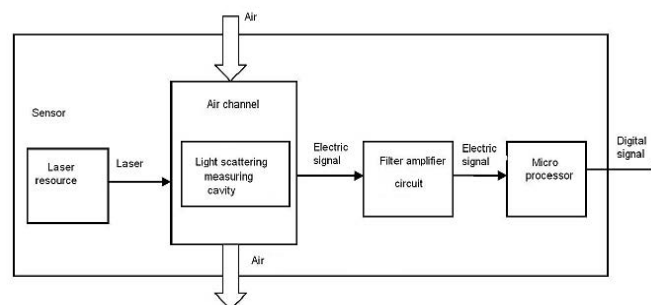 Air
Sensor
Air channel
Laser
resource
Laser
Light scattering
measuring
cavity
Electric
signal
Filter amplifier
circuit
Electric
signal
Micro
processor
Digital
signal
Air